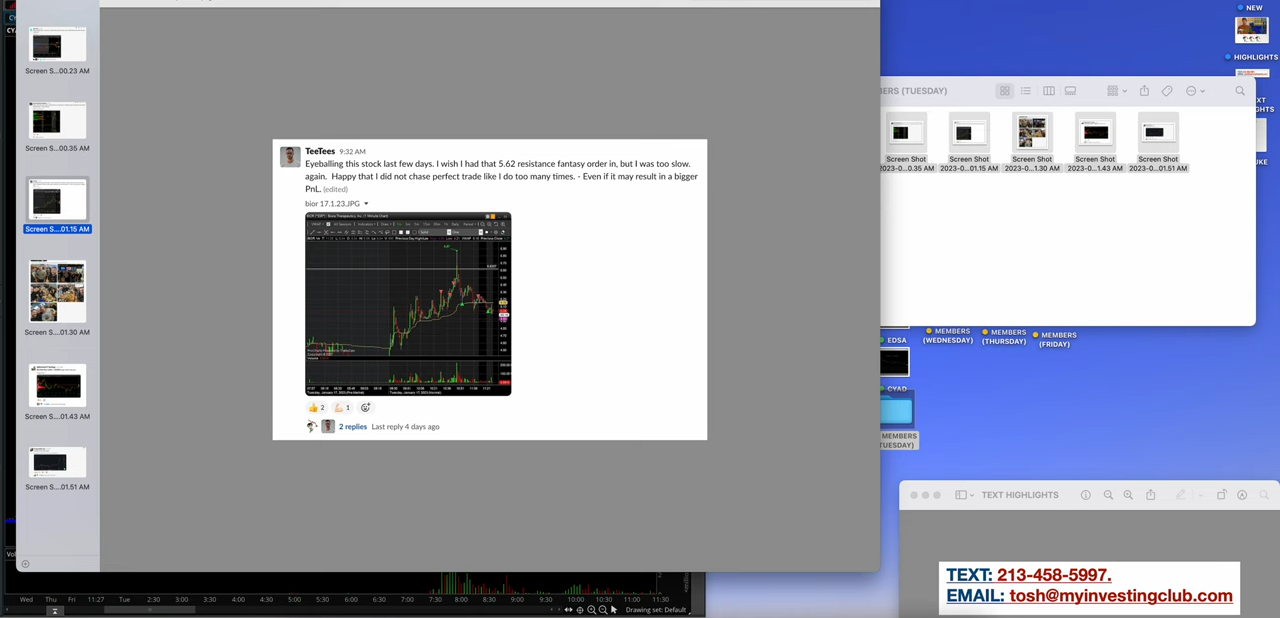 CY
Screen S...00.23 AM
Screen S...00.35 AM
Screen S....01.15 AM
Screen S....01.30 AM
Screen S....01.43 AM
Screen S....01.51 AM
TeeTees 9:32 AM
Eyeballing this stock last few days. I wish I had that 5.62 resistance fantasy order in, but I was too slow.
again. Happy that I did not chase perfect trade like I do too many times. - Even if it may result in a bigger
PnL. (edited)
bior 17.1.23.JPG
2
1
2 replies Last reply 4 days ago
NEW
HIGHLIGHTS
BERS (TUESDAY)
Screen Shot
2023-0...0.35 AM
Screen Shot
2023-0...01.15 AM
Screen Shot
2023-0...1.30 AM
Screen Shot
2023-0...1.43 AM
Screen Shot
2023-0...01.51 AM
EDSA
MEMBERS
(WEDNESDAY)
MEMBERS
(THURSDAY)
MEMBERS
(FRIDAY)
CYAD
MEMBERS
(TUESDAY)
TEXT HIGHLIGHTS
TEXT: 213-458-5997.
EMAIL: tosh@myinvestingclub.com
Vol
Wed Thu Fri 11:27 Tue 2:30 3:00 3:30 4:00 4:30 5:00 5:30 6:00 6:30 7:00 7:30 8:00 8:30 9:00 9:30 10:00 10:30 11:00 11:30
Drawing set: Default